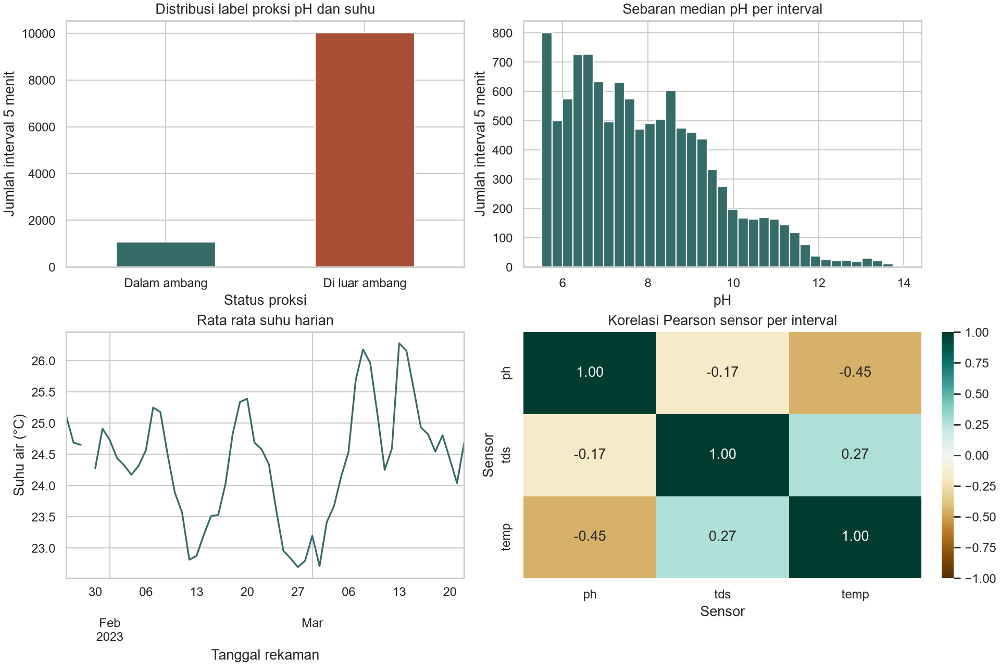 Distribusi label proksi pH dan suhu
Jumlah interval 5 menit
10000
8000
6000
4000
2000
0
Dalam ambang
Di luar ambang
Status proksi
Sebaran median pH per interval
Jumlah interval 5 menit
800
700
600
500
400
300
200
100
0
6
8
10
12
14
pH
Rata rata suhu harian
Suhu air (°C)
26.0
25.5
25.0
24.5
24.0
23.5
23.0
30
06
13
20
27
06
13
20
Feb
2023
Mar
Tanggal rekaman
Korelasi Pearson sensor per interval
Sensor
ph
1.00
-0.17
-0.45
tds
-0.17
1.00
0.27
temp
-0.45
0.27
1.00
ph
tds
temp
Sensor
1.00
0.75
0.50
0.25
0.00
−0.25
−0.50
−0.75
−1.00